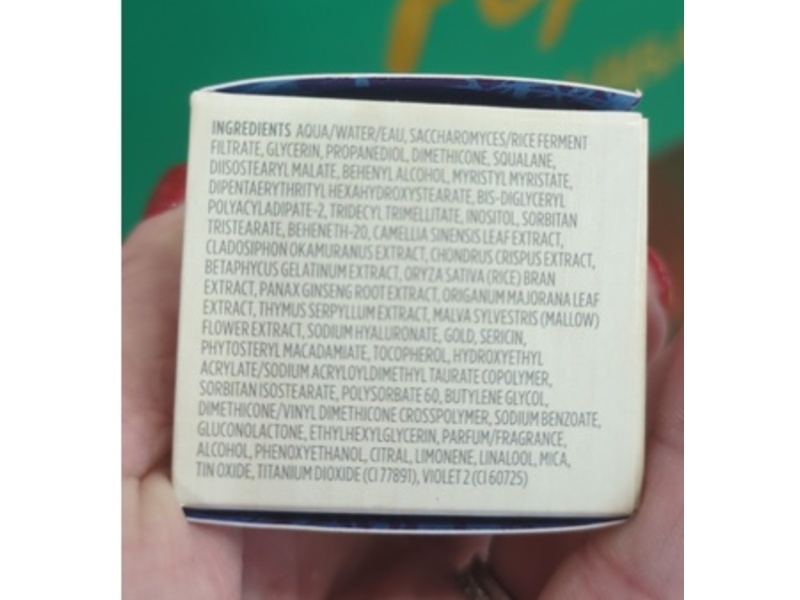 INGREDIENTS AQUA/WATER/EAU, SACCHAROMYCES/RICE FERMENT
FILTRATE, GLYCERIN, PROPANEDIOL, DIMETHICONE, SQUALANE,
DIISOSTEARYL MALATE, BEHENYL ALCOHOL, MYRISTYL MYRISTATE,
DIPENTAERYTHRITYL HEXAHYDROXYSTEARATE, BIS-DIGLYCERYL
POLYACYLADIPATE-2, TRIDECYL TRIMELLITATE, INOSITOL, SORBITAN
TRISTEARATE, BEHENETH-20, CAMELLIA SINENSIS LEAF EXTRACT,
CLADOSIPHON OKAMURANUS EXTRACT, CHONDRUS CRISPUS EXTRACT,
BETAPHYCUS GELATINUM EXTRACT, ORYZA SATIVA (RICE) BRAN
EXTRACT, PANAX GINSENG ROOT EXTRACT, ORIGANUM MAJORANA LEAF
EXTRACT, THYMUS SERPYLLUM EXTRACT, MALVA SYLVESTRIS (MALLOW)
FLOWER EXTRACT, SODIUM HYALURONATE, GOLD, SERICIN,
PHYTOSTERYL MACADAMIATE, TOCOPHEROL, HYDROXYETHYL
ACRYLATE/SODIUM ACRYLOYLDIMETHYL TAURATE COPOLYMER,
SORBITAN ISOSTEARATE, POLYSORBATE 60, BUTYLENE GLYCOL,
DIMETHICONE/VINYL DIMETHICONE CROSSPOLYMER, SODIUM BENZOATE,
GLUCONOLACTONE, ETHYLHEXYLGLYCERIN, PARFUM/FRAGRANCE,
ALCOHOL, PHENOXYETHANOL, CITRAL, LIMONENE, LINALOOL, MICA,
TIN OXIDE, TITANIUM DIOXIDE (CI 77891), VIOLET 2 (CI 60725)